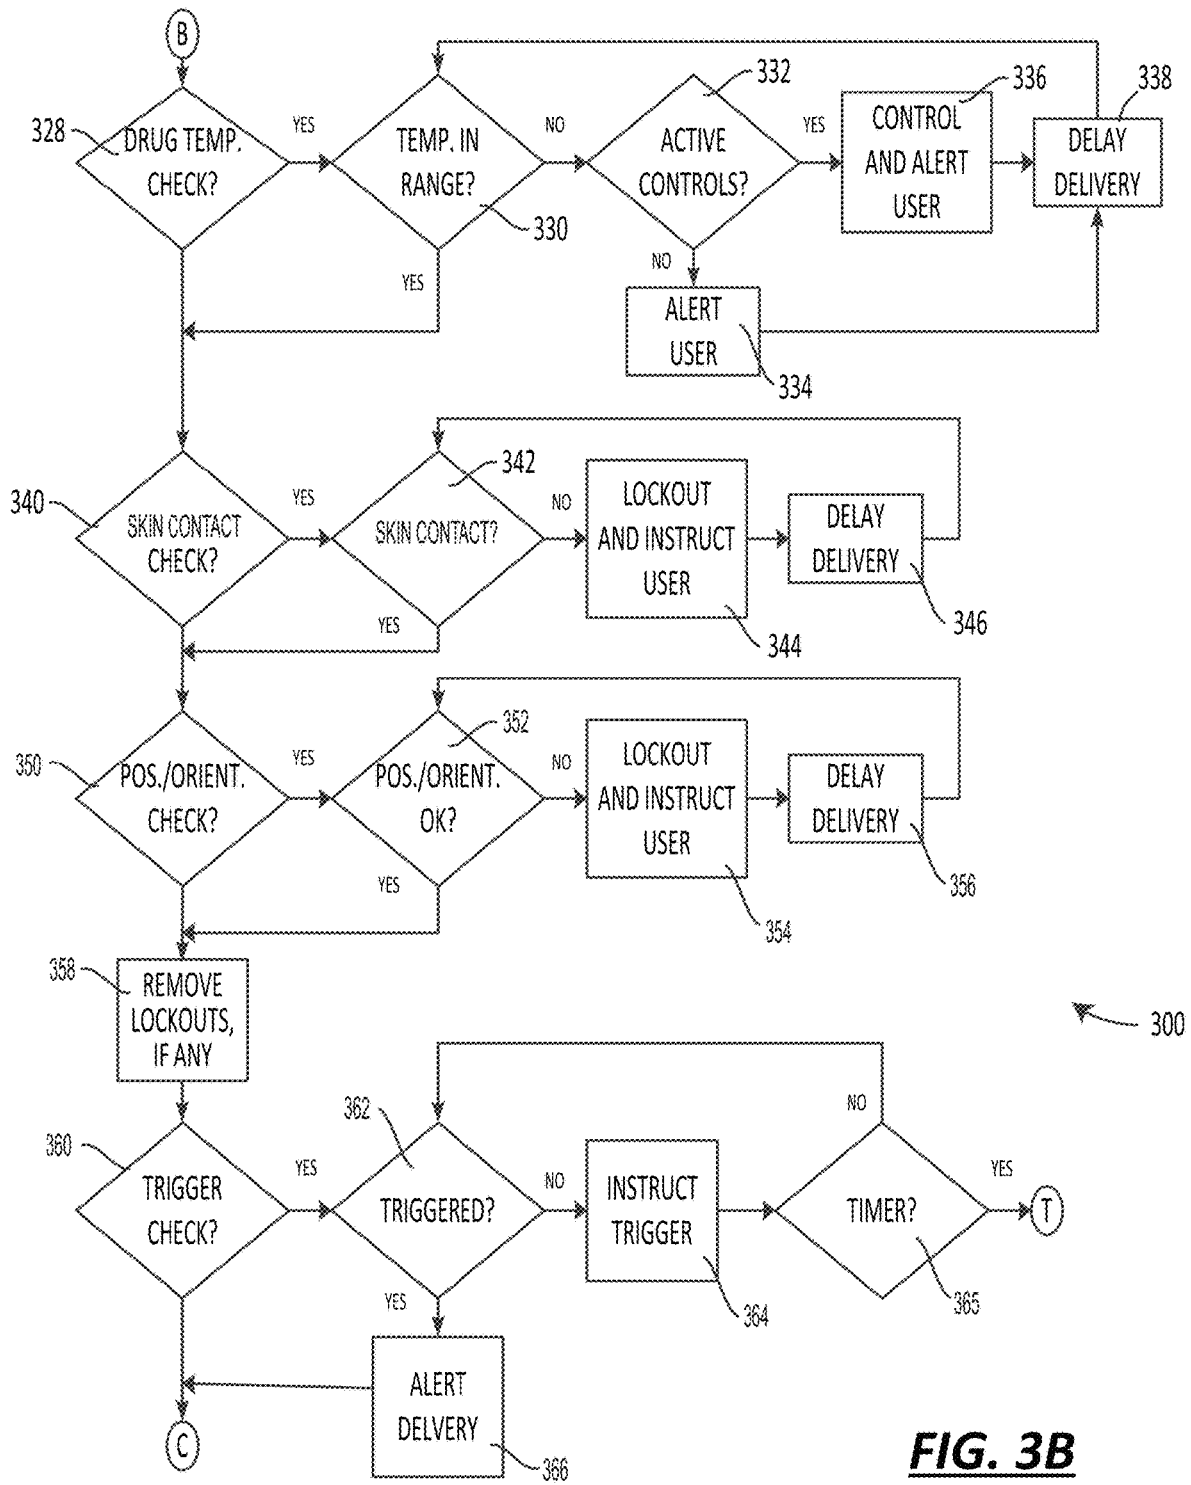 B
328
DRUG TEMP.
CHECK?
YES
TEMP. IN
RANGE?
330
NO
YES
332
ACTIVE
CONTROLS?
YES
NO
336
CONTROL
AND ALERT
USER
338
DELAY
DELIVERY
ALERT
USER
334
340
SKIN CONTACT
CHECK?
YES
342
SKIN CONTACT?
NO
YES
LOCKOUT
AND INSTRUCT
USER
344
DELAY
DELIVERY
346
350
POS./ORIENT.
CHECK?
YES
352
POS./ORIENT.
OK?
NO
YES
LOCKOUT
AND INSTRUCT
USER
354
DELAY
DELIVERY
356
358
REMOVE
LOCKOUTS,
IF ANY
300
360
TRIGGER
CHECK?
YES
362
TRIGGERED?
NO
YES
INSTRUCT
TRIGGER
364
NO
TIMER?
365
YES
T
ALERT
DELVERY
366
C
FIG. 3B